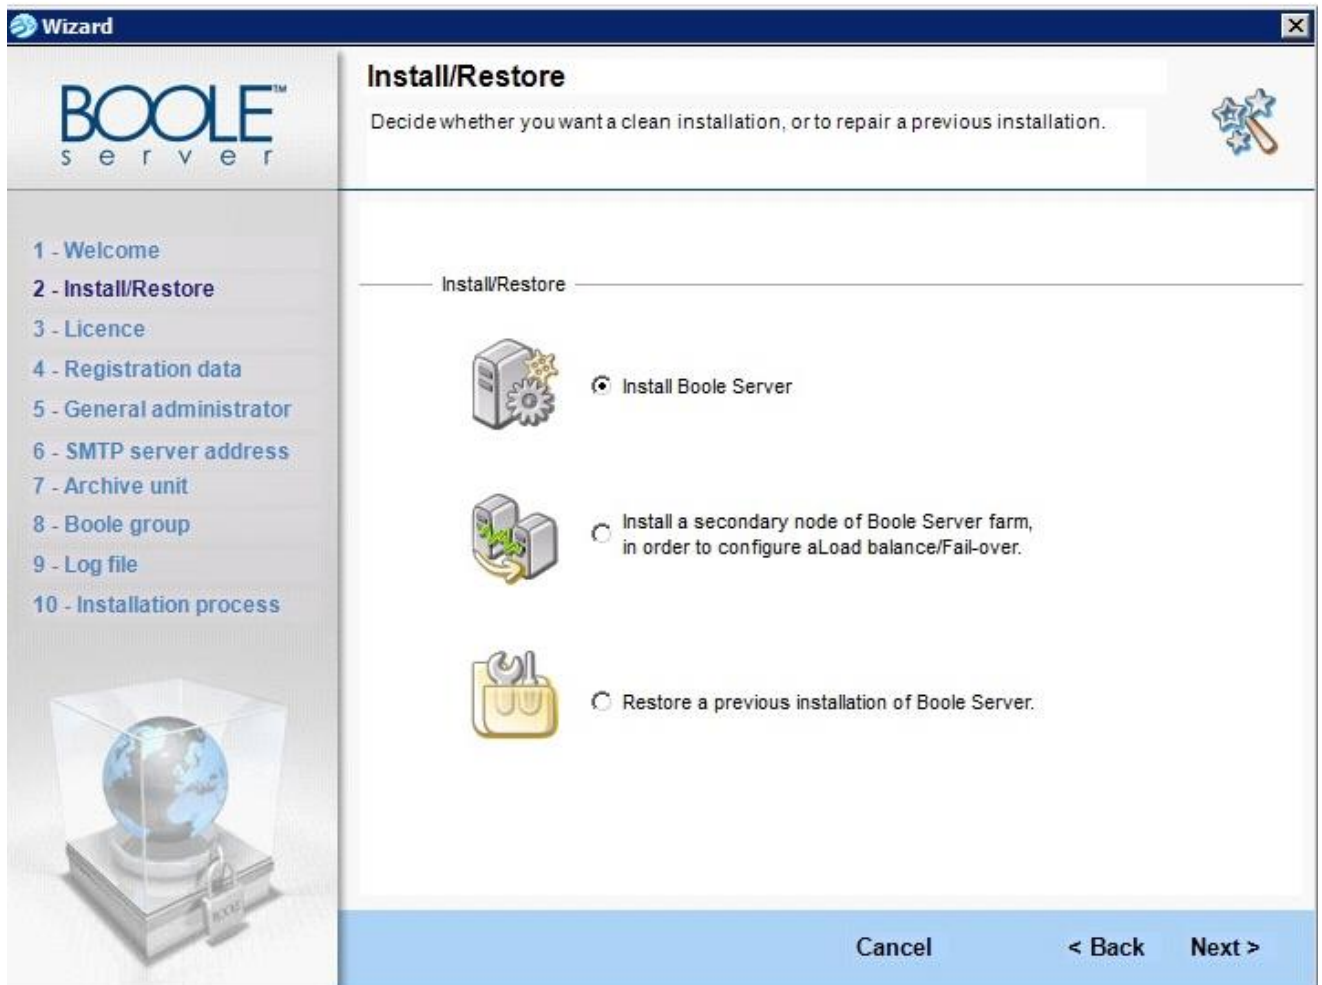 Wizard
BOOLE™
server
Install/Restore
Decide whether you want a clean installation, or to repair a previous installation.
1 - Welcome
2 - Install/Restore
3 - Licence
4 - Registration data
5 - General administrator
6 - SMTP server address
7 - Archive unit
8 - Boole group
9 - Log file
10 - Installation process
Install/Restore
Install Boole Server
Install a secondary node of Boole Server farm,
in order to configure aLoad balance/Fail-over.
Restore a previous installation of Boole Server.
BOOLE
Cancel
< Back
Next >